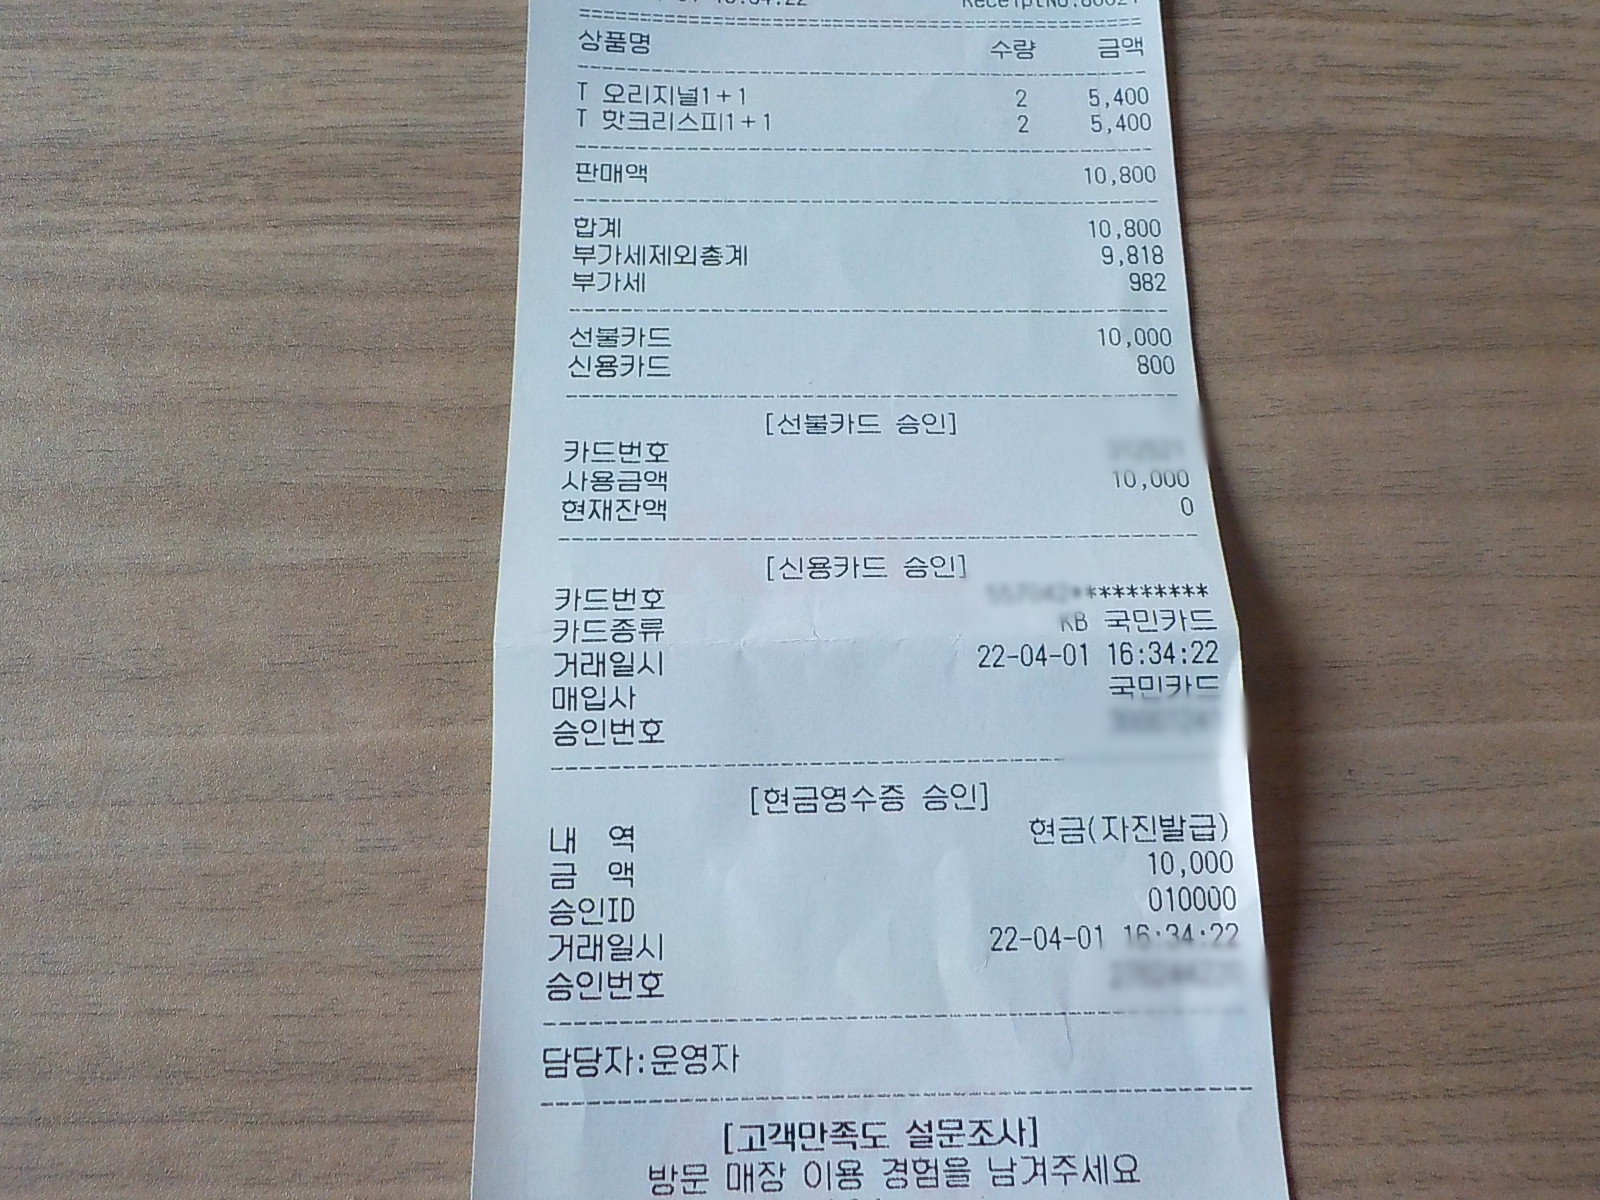 상품명 수량 금액
T 오리지널1+1 2 5,400
T 핫크리스피1+1 2 5,400
판매액 10,800
합계 10,800
부가세제외총계 9,818
부가세 982
선불카드 10,000
신용카드 800
[선불카드 승인]
카드번호
사용금액 10,000
현재잔액 0
[신용카드 승인]
카드번호 **********
카드종류 KB 국민카드
거래일시 22-04-01 16:34:22
매입사 국민카드
승인번호
[현금영수증 승인]
내 역 현금(자진발급)
금 액 10,000
승인ID 010000
거래일시 22-04-01 16:34:22
승인번호
담당자:운영자
[고객만족도 설문조사]
방문 매장 이용 경험을 남겨주세요